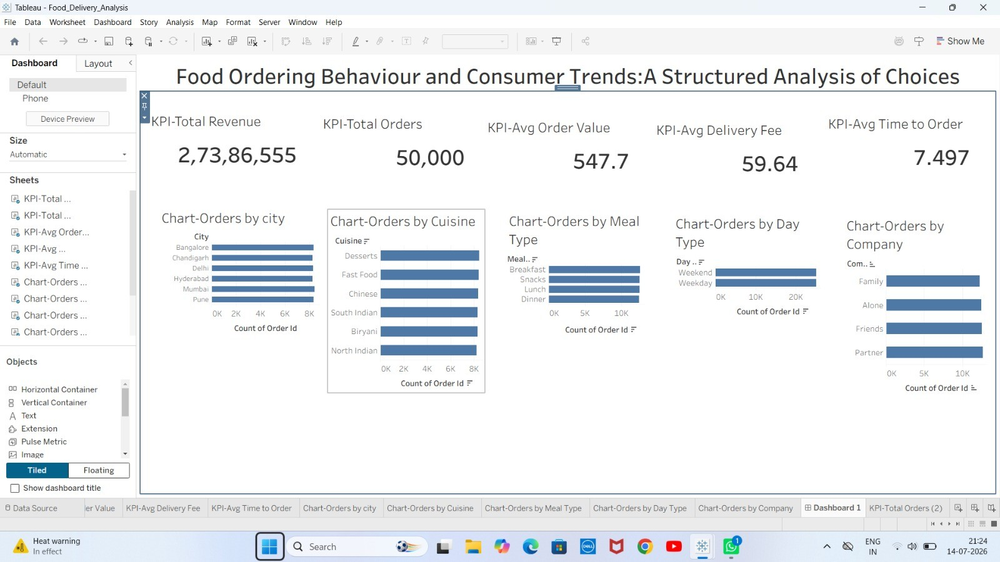 Tableau - Food_Delivery_Analysis
File Data Worksheet Dashboard Story Analysis Map Format Server Window Help
Show Me
Dashboard Layout
Default
Phone
Device Preview
Size
Automatic
Sheets
KPI-Total ...
KPI-Total ...
KPI-Avg Order...
KPI-Avg ...
KPI-Avg Time ...
Chart-Orders ...
Chart-Orders ...
Chart-Orders ...
Chart-Orders ...
Objects
Horizontal Container
Vertical Container
A Text
Extension
Pulse Metric
Image
Tiled Floating
Show dashboard title
Food Ordering Behaviour and Consumer Trends:A Structured Analysis of Choices
KPI-Total Revenue
2,73,86,555
KPI-Total Orders
50,000
KPI-Avg Order Value
547.7
KPI-Avg Delivery Fee
59.64
KPI-Avg Time to Order
7.497
Chart-Orders by city
City
Bangalore
Chandigarh
Delhi
Hyderabad
Mumbai
Pune
0K 2K 4K 6K 8K
Count of Order Id
Chart-Orders by Cuisine
Cuisine
Desserts
Fast Food
Chinese
South Indian
Biryani
North Indian
0K 2K 4K 6K 8K
Count of Order Id
Chart-Orders by Meal
Type
Meal..
Breakfast
Snacks
Lunch
Dinner
0K 5K 10K
Count of Order Id
Chart-Orders by Day
Type
Day ..
Weekend
Weekday
0K 10K 20K
Count of Order Id
Chart-Orders by
Company
Com..
Family
Alone
Friends
Partner
0K 5K 10K
Count of Order Id
Data Source er Value KPI-Avg Delivery Fee KPI-Avg Time to Order Chart-Orders by city Chart-Orders by Cuisine Chart-Orders by Meal Type Chart-Orders by Day Type Chart-Orders by Company Dashboard 1 KPI-Total Orders (2)
Heat warning
In effect
Search
DELL
1
ENG
IN
21:24
14-07-2026